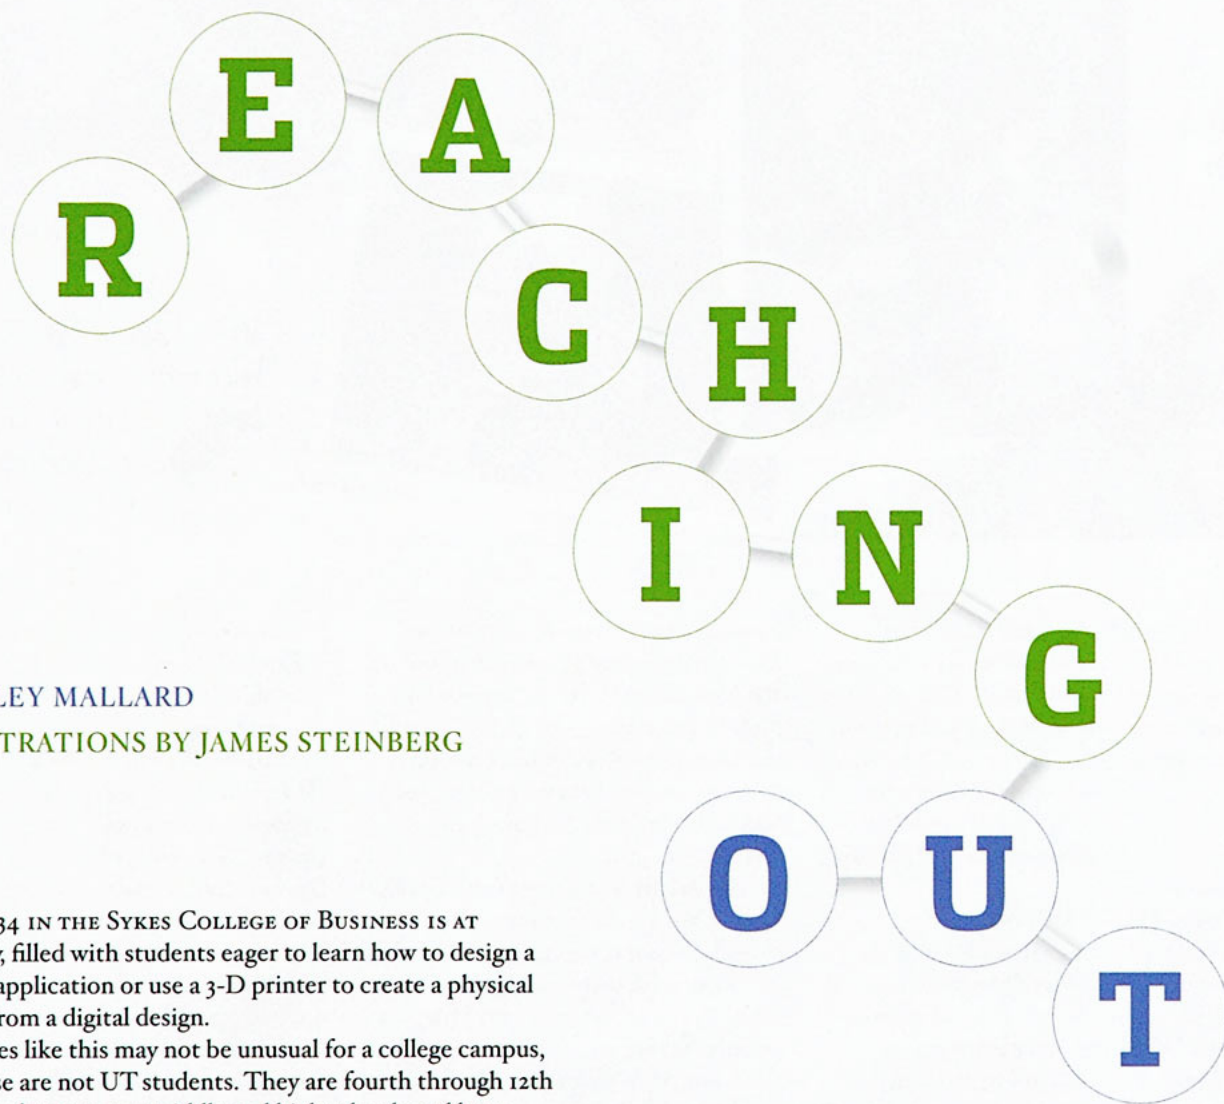 REACHING
OUT
LEY MALLARD
TRATIONS BY JAMES STEINBERG
34 IN THE SYKES COLLEGE OF BUSINESS IS AT
, filled with students eager to learn how to design a
application or use a 3-D printer to create a physical
rom a digital design.
es like this may not be unusual for a college campus,
se are not UT students. They are fourth through 12th